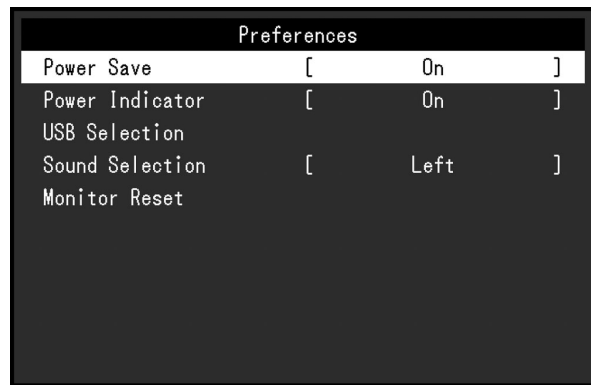 Preferences
Power Save [ On ]
Power Indicator [ On ]
USB Selection
Sound Selection [ Left ]
Monitor Reset